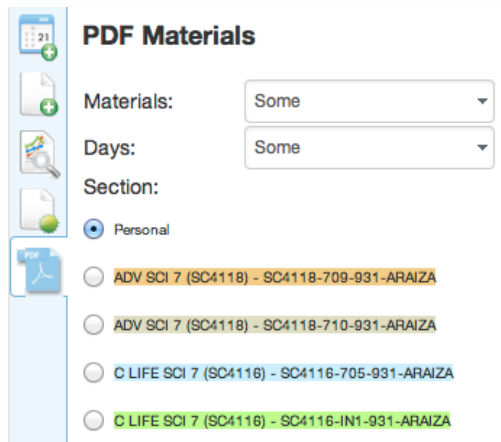 PDF Materials
Materials: Some
Days: Some
Section:
Personal
ADV SCI 7 (SC4118) - SC4118-709-931-ARAIZA
ADV SCI 7 (SC4118) - SC4118-710-931-ARAIZA
C LIFE SCI 7 (SC4116) - SC4116-705-931-ARAIZA
C LIFE SCI 7 (SC4116) - SC4116-IN1-931-ARAIZA
21
PDF